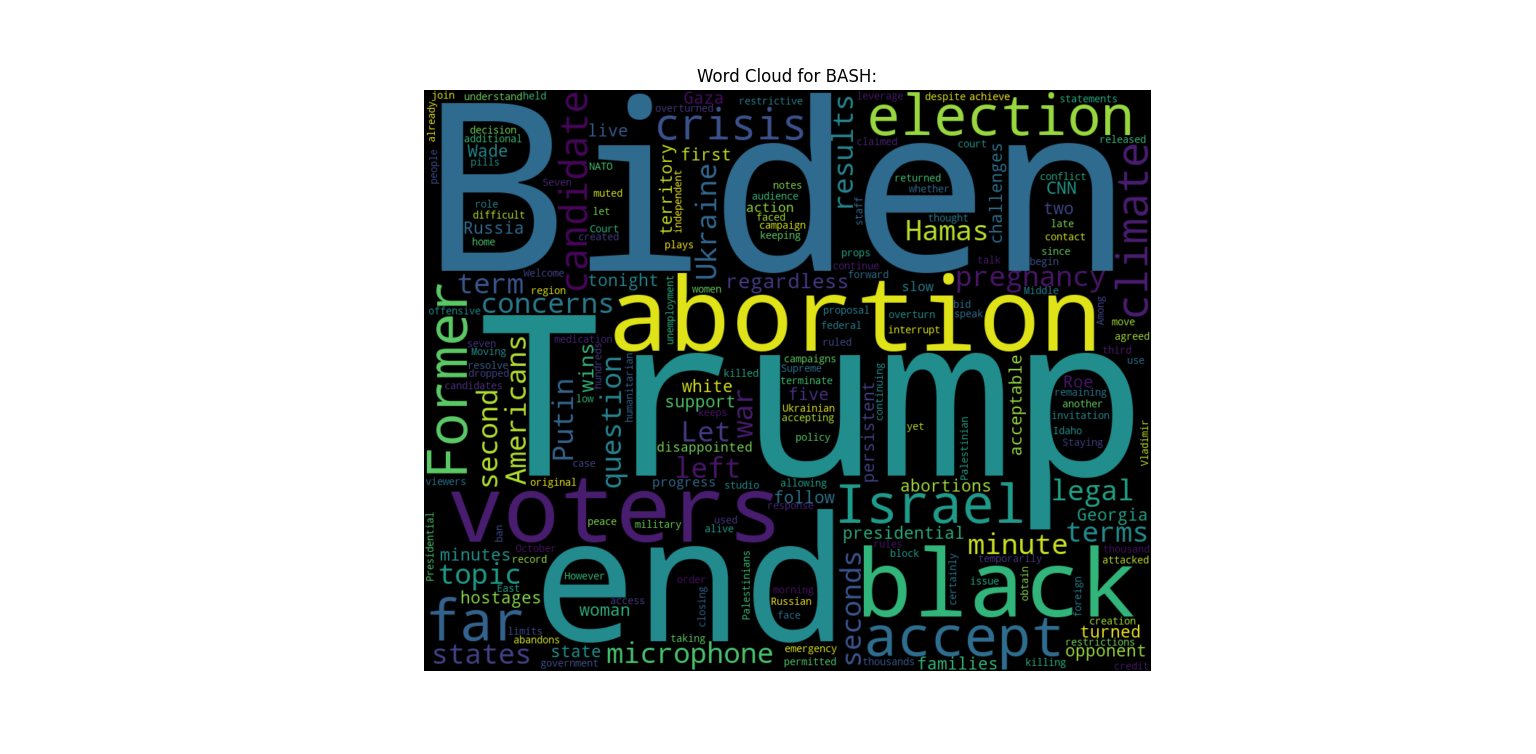 Word Cloud for BASH:
join
understand
held
Gaza
restrictive
leverage
despite
achieve
statements
already
decision
additional
Wade
pills
live
overturned
crisis
results
election
released
candidate
Biden
people
NATO
territory
first
claimed
court
challenges
conflict
CNN
climate
Seven
muted
independent
Ukraine
notes
audience
action
faced
campaign
keeping
returned
whether
staff
thought
two
role
difficult
Russia
home
let
Court
created
plays
Hamas
late
contact
since
props
continue
forward
talk
begin
Welcome
term
region
tonight
regardless
women
slow
pregnancy
Middle
concerns
offensive
unemployment
abortion
proposal
federal
ruled
overturn
interrupt
bid
speak
Among
move
agreed
third
Former
seven
Moving
resolve
dropped
candidates
Americans
medication
wins
hundreds
low
humanitarian
Trump
killed
campaigns
Supreme
terminate
five
Ukrainian
accepting
policy
continuing
persistent
acceptable
Roe
use
remaining
another
invitation
Idaho
Staying
Vladimir
second
Putin
question
white
support
keeps
Let
war
disappointed
yet
Palestinian
case
left
viewers
original
progress
studio
allowing
follow
abortions
legal
voters
response
Israel
Georgia
peace
military
used
alive
presidential
terms
Presidential
ban
October
record
minutes
rules
minute
thousand
topic
East
However
end
order
Palestinians
morning
block
temporarily
attacked
hostages
access
woman
closing
Russian
face
seconds
certainly
issue
obtain
black
foreign
far
limits
abandons
taking
accept
creation
turned
restrictions
opponent
states
state
government
microphone
emergency
permitted
thousands
families
killing
credit